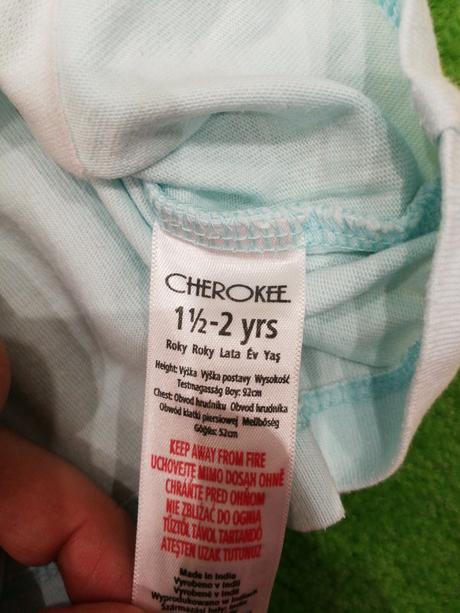 CHEROKEE
1½-2 yrs
Roky Roky Lata Év Yaş
Height: Výška Výška postavy Wysokość
Testmagasság Boy: 92cm
Chest: Obvod hrudníku Obvod hrudníka
Obwód klatki piersiowej Mellbőség
Göğüs: 52cm
KEEP AWAY FROM FIRE
UCHOVEJTE MIMO DOSAH OHNĚ
CHRÁŇTE PRED OHŇOM
NIE ZBLIŻAĆ DO OGNIA
TŰZTŐL TÁVOL TARTANDÓ
ATEŞTEN UZAK TUTUNUZ
Made in India
Vyrobeno v Indii
Vyrobené v Indii
Wyprodukowano w Indiach
Származási hely: India